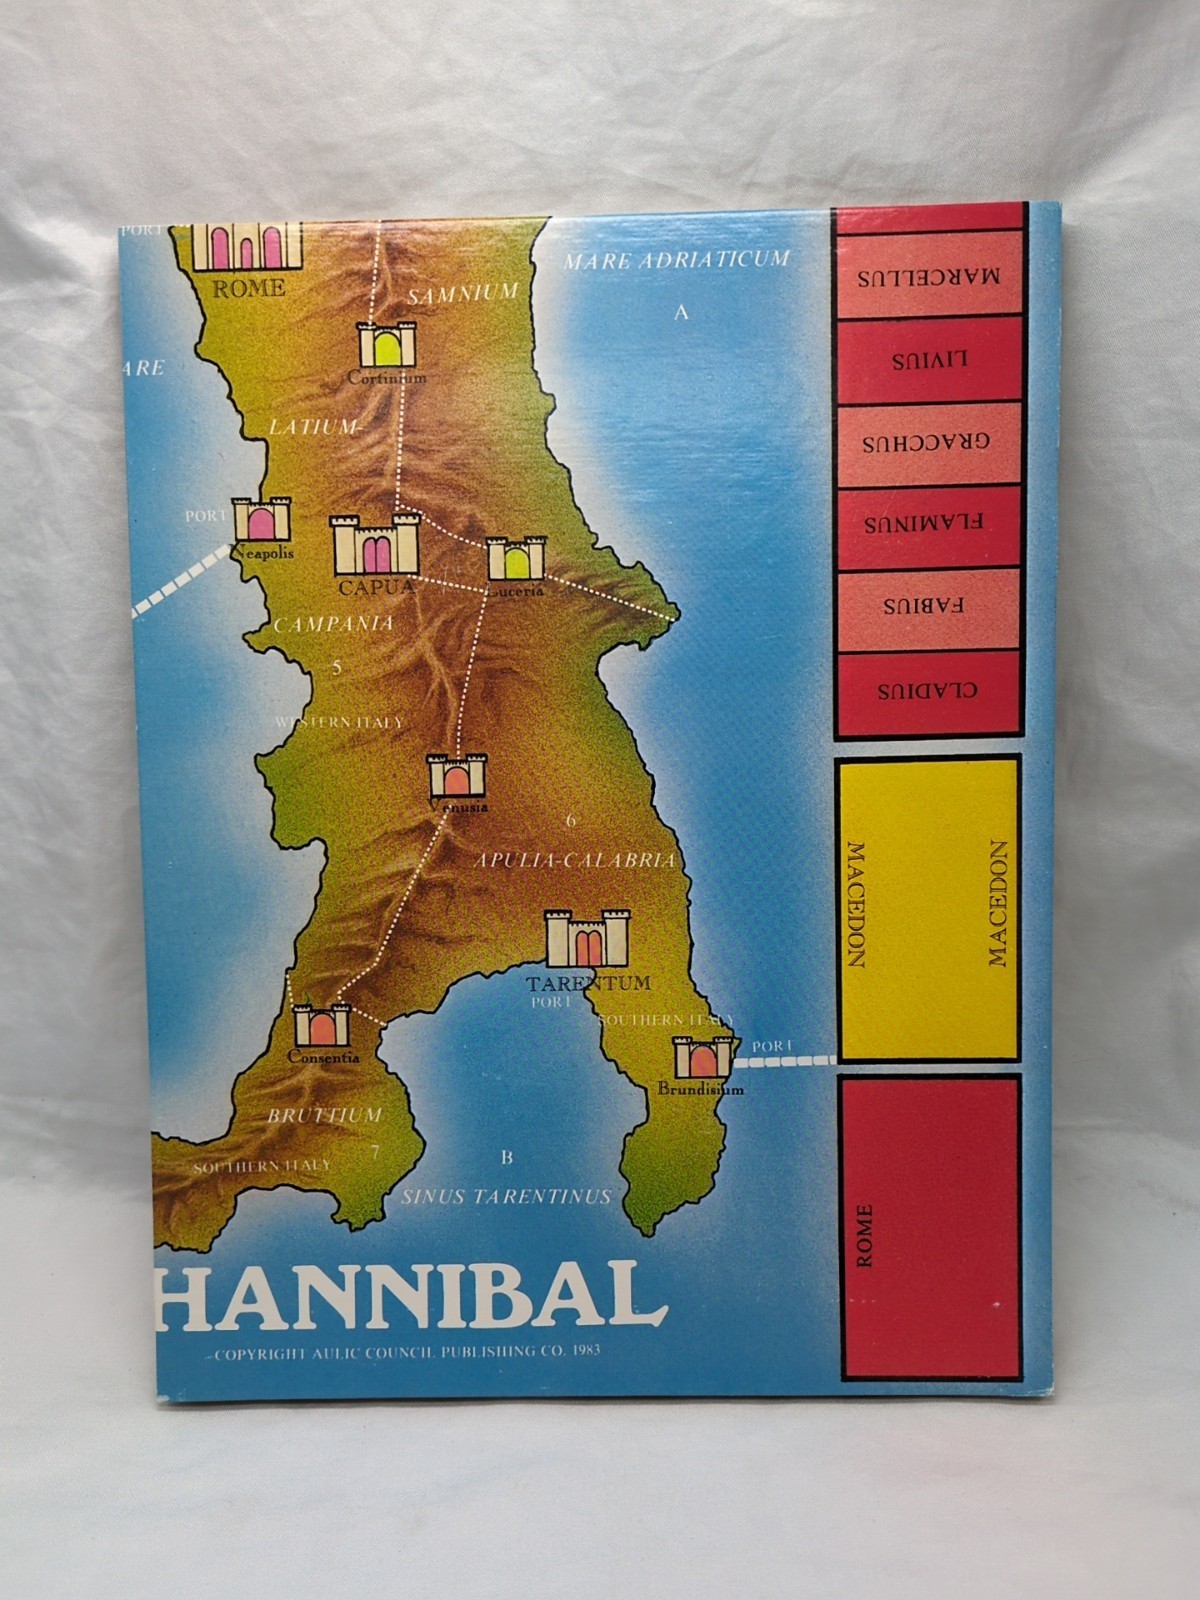 PORT
ROME
SAMNIUM
MARE ADRIATICUM
A
Cortinium
ARE
LATIUM-
PORT
Neapolis
CAPUA
Luceria
CAMPANIA
5
WESTERN ITALY
Venusia
6
APULIA-CALABRIA
TARENTUM
PORT
SOUTHERN ITALY
PORT
Brundisium
Consentia
BRUTTIUM
7
SOUTHERN ITALY
B
SINUS TARENTINUS
HANNIBAL
COPYRIGHT AULIC COUNCIL PUBLISHING CO. 1983
MARCELLUS
LIVIUS
GRACCHUS
FLAMINUS
FABIUS
CLADIUS
MACEDON
MACEDON
ROME